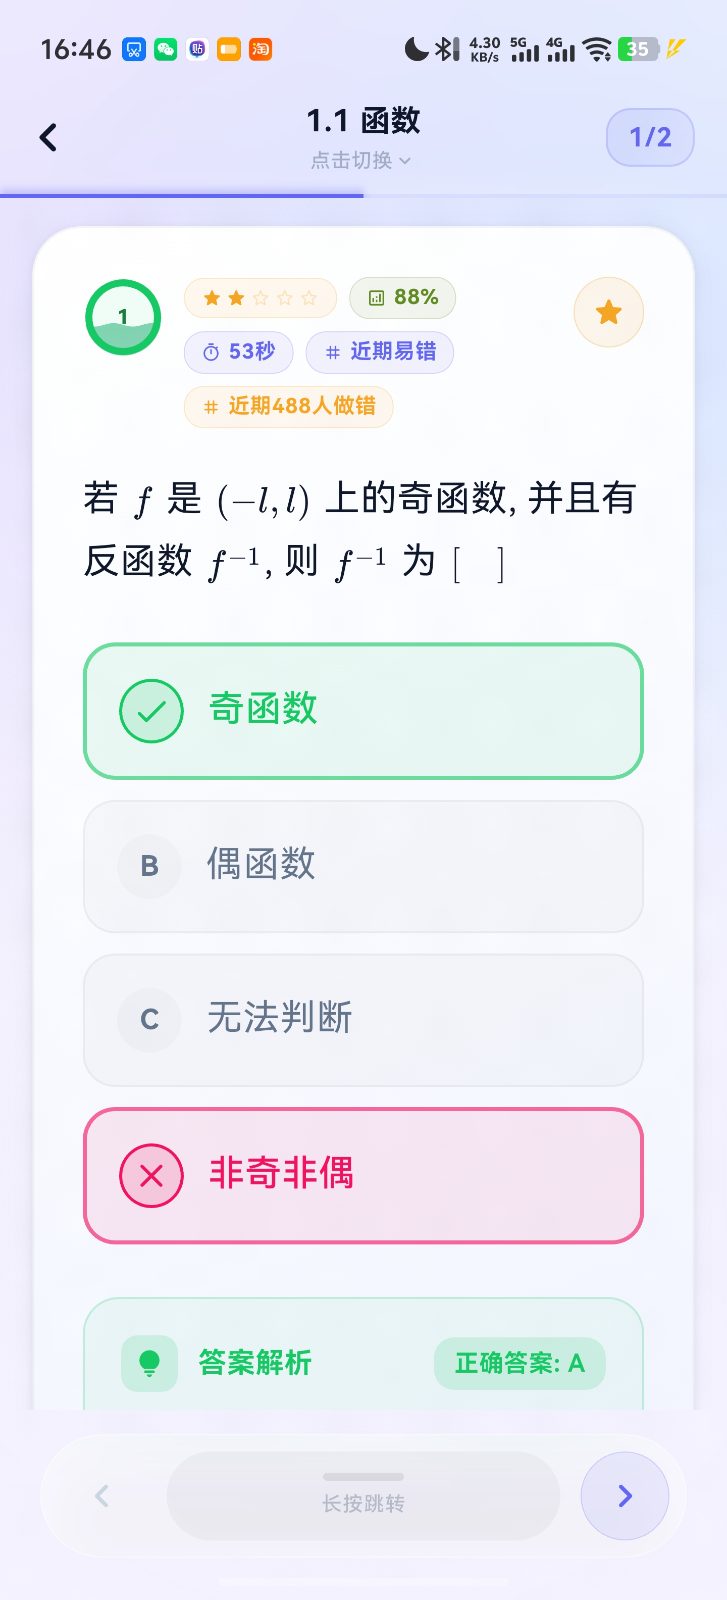 16:46 贴 淘 4.30 KB/s 5G 4G 35
1.1 函数
点击切换
1/2
1
88%
53秒 # 近期易错
# 近期488人做错
若 f 是 (−l, l) 上的奇函数, 并且有
反函数 f⁻¹, 则 f⁻¹ 为 [ ]
奇函数
B 偶函数
C 无法判断
非奇非偶
答案解析 正确答案: A
长按跳转